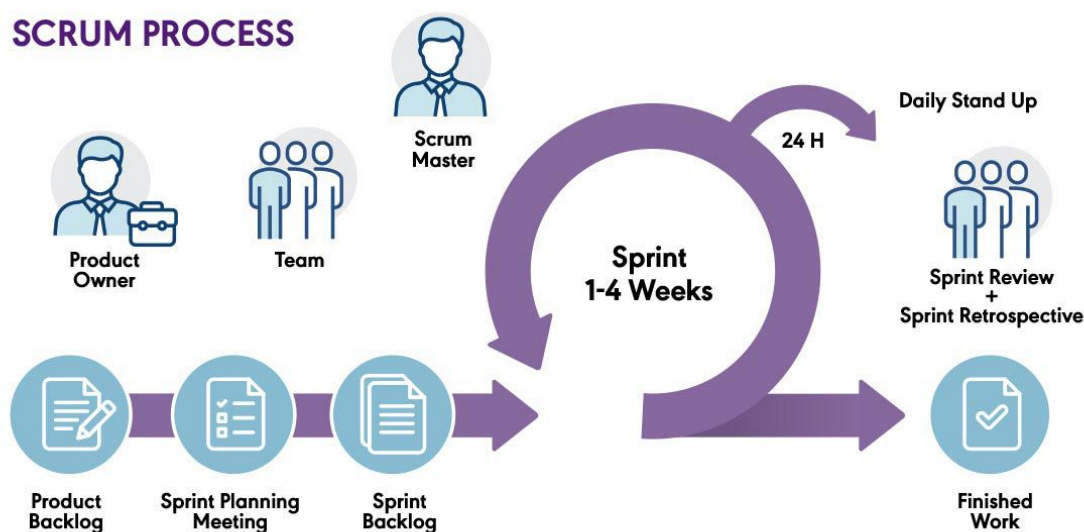 SCRUM PROCESS
Scrum
Master
Product
Owner
Team
Daily Stand Up
24 H
Sprint
1-4 Weeks
Sprint Review
+
Sprint Retrospective
Product
Backlog
Sprint Planning
Meeting
Sprint
Backlog
Finished
Work